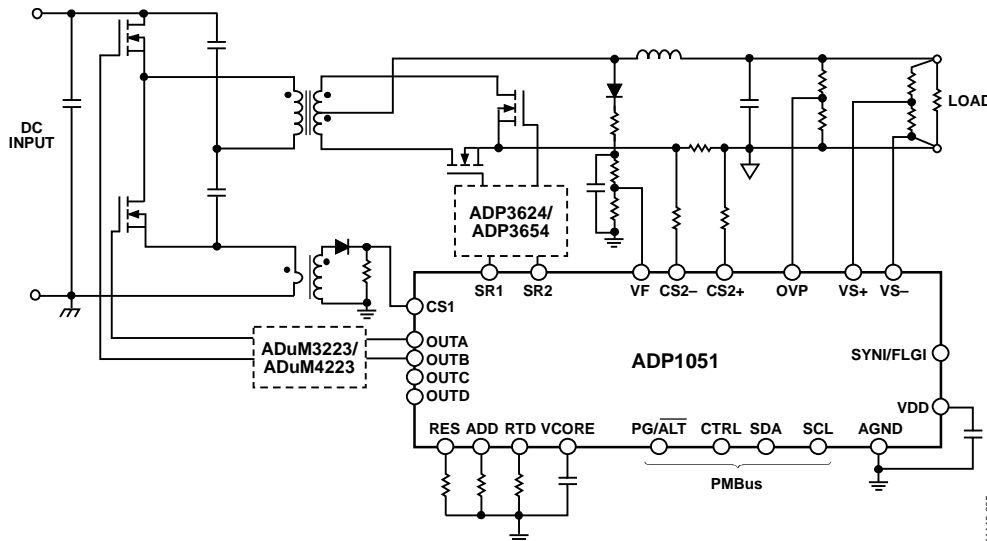 DC
INPUT
LOAD
ADP3624/
ADP3654
SR1 SR2 VF CS2– CS2+ OVP VS+ VS–
CS1
ADuM3223/
ADuM4223
OUTA
OUTB
OUTC
OUTD
ADP1051
SYNI/FLGI
VDD
RES ADD RTD VCORE PG/ALT CTRL SDA SCL AGND
PMBus